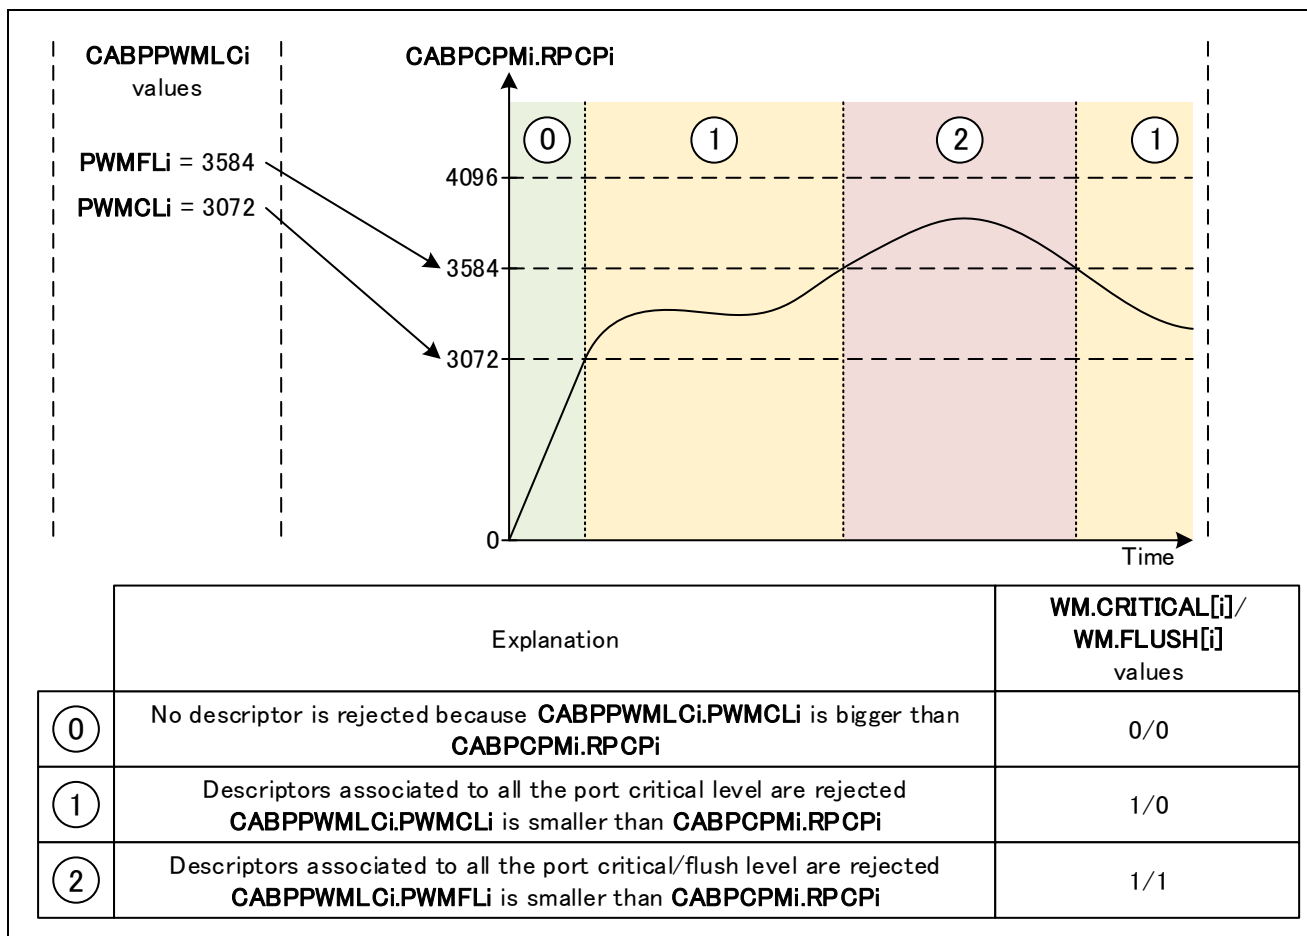 CABPPWMLCi
values
PWMFLi = 3584
PWMCLi = 3072
CABPCPMi.RPCPi
0
1
2
1
4096
3584
3072
0
Time
Explanation
WM.CRITICAL[i]/
WM.FLUSH[i]
values
0
No descriptor is rejected because CABPPWMLCi.PWMCLi is bigger than
CABPCPMi.RPCPi
0/0
1
Descriptors associated to all the port critical level are rejected
CABPPWMLCi.PWMCLi is smaller than CABPCPMi.RPCPi
1/0
2
Descriptors associated to all the port critical/flush level are rejected
CABPPWMLCi.PWMFLi is smaller than CABPCPMi.RPCPi
1/1